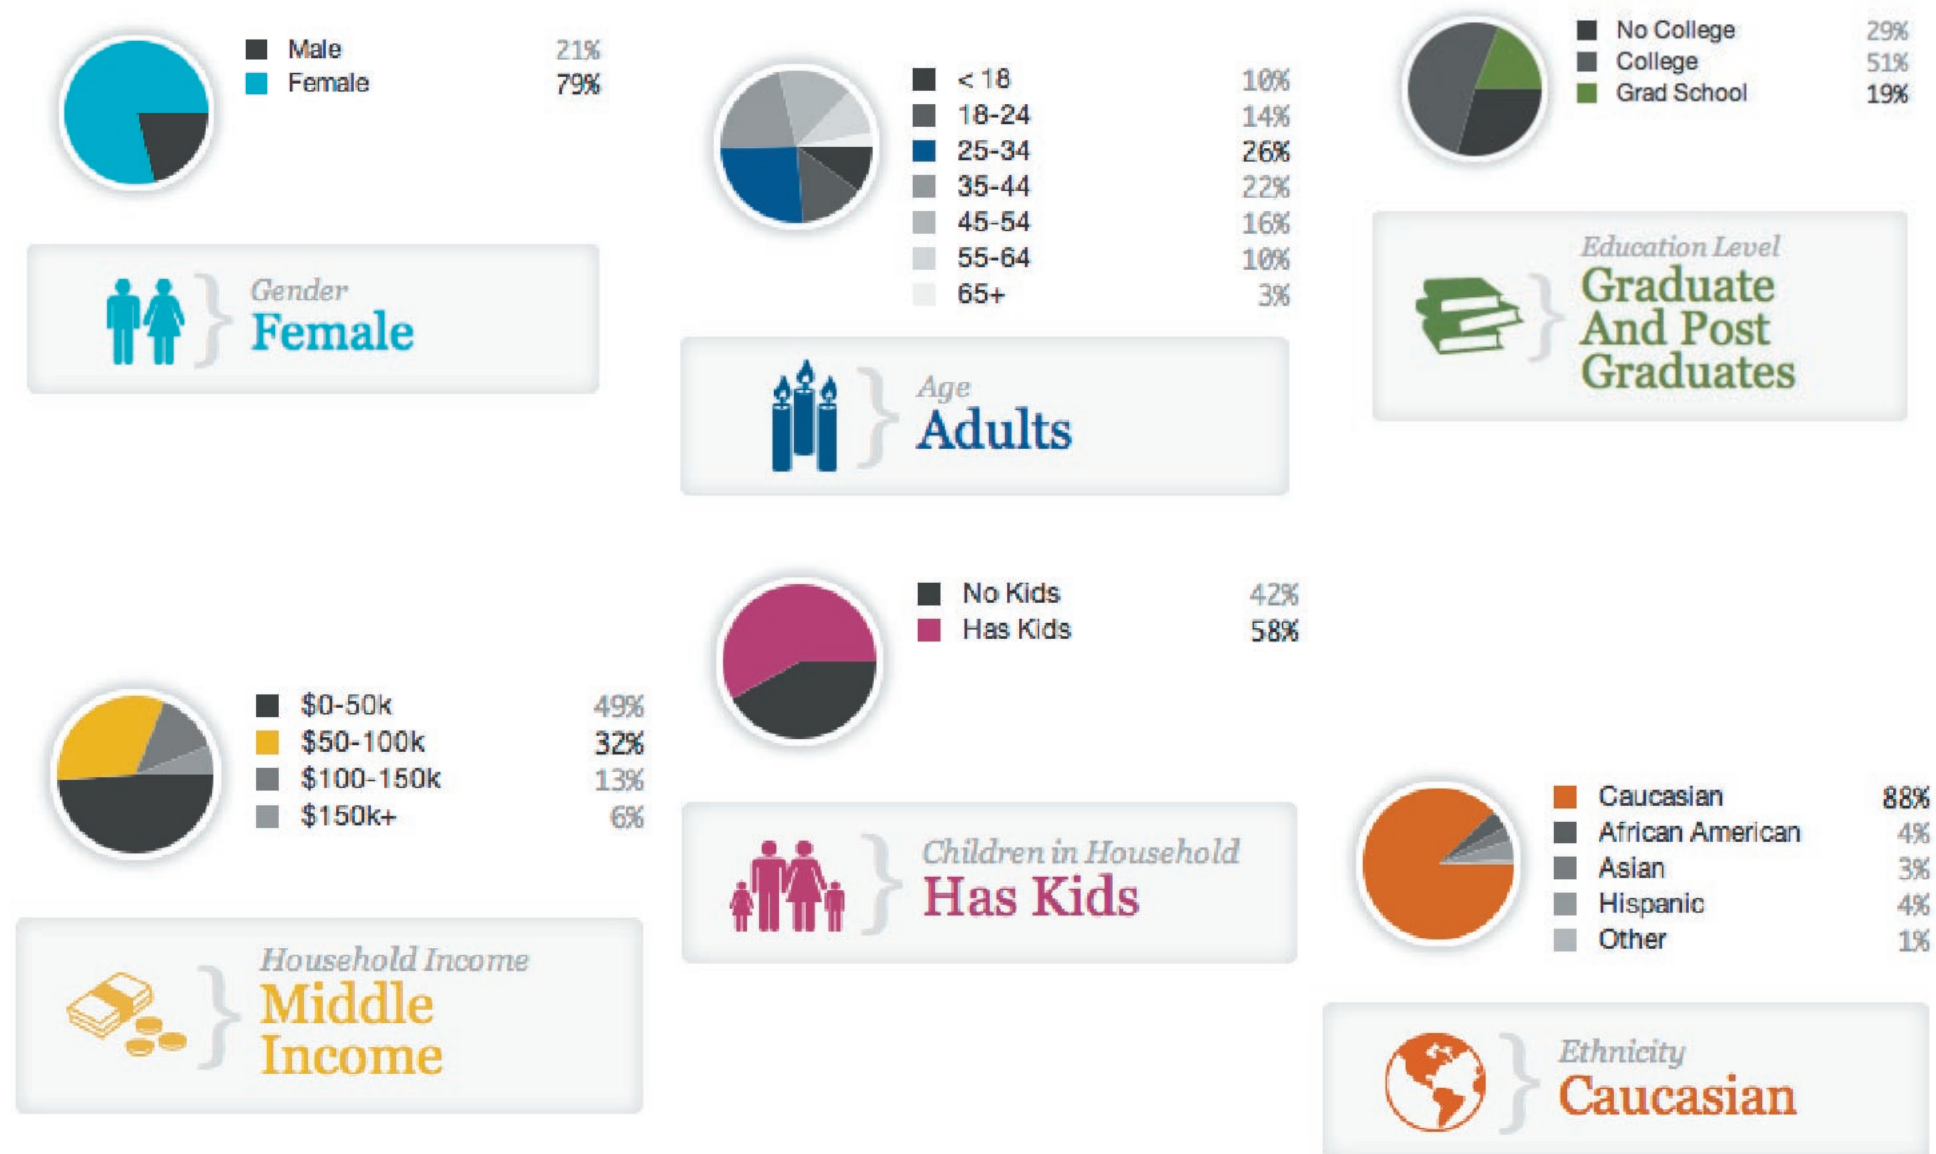 Male 21%
Female 79%
Gender
Female
< 18 10%
18-24 14%
25-34 26%
35-44 22%
45-54 16%
55-64 10%
65+ 3%
Age
Adults
No College 29%
College 51%
Grad School 19%
Education Level
Graduate
And Post
Graduates
$0-50k 49%
$50-100k 32%
$100-150k 13%
$150k+ 6%
Household Income
Middle
Income
No Kids 42%
Has Kids 58%
Children in Household
Has Kids
Caucasian 88%
African American 4%
Asian 3%
Hispanic 4%
Other 1%
Ethnicity
Caucasian